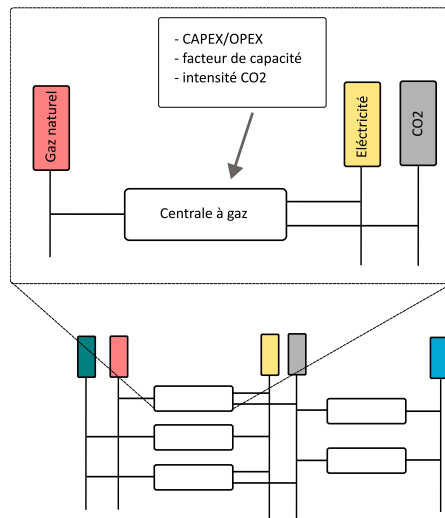 - CAPEX/OPEX
- facteur de capacité
- intensité CO2
Gaz naturel
Eléctricité
CO2
Centrale à gaz